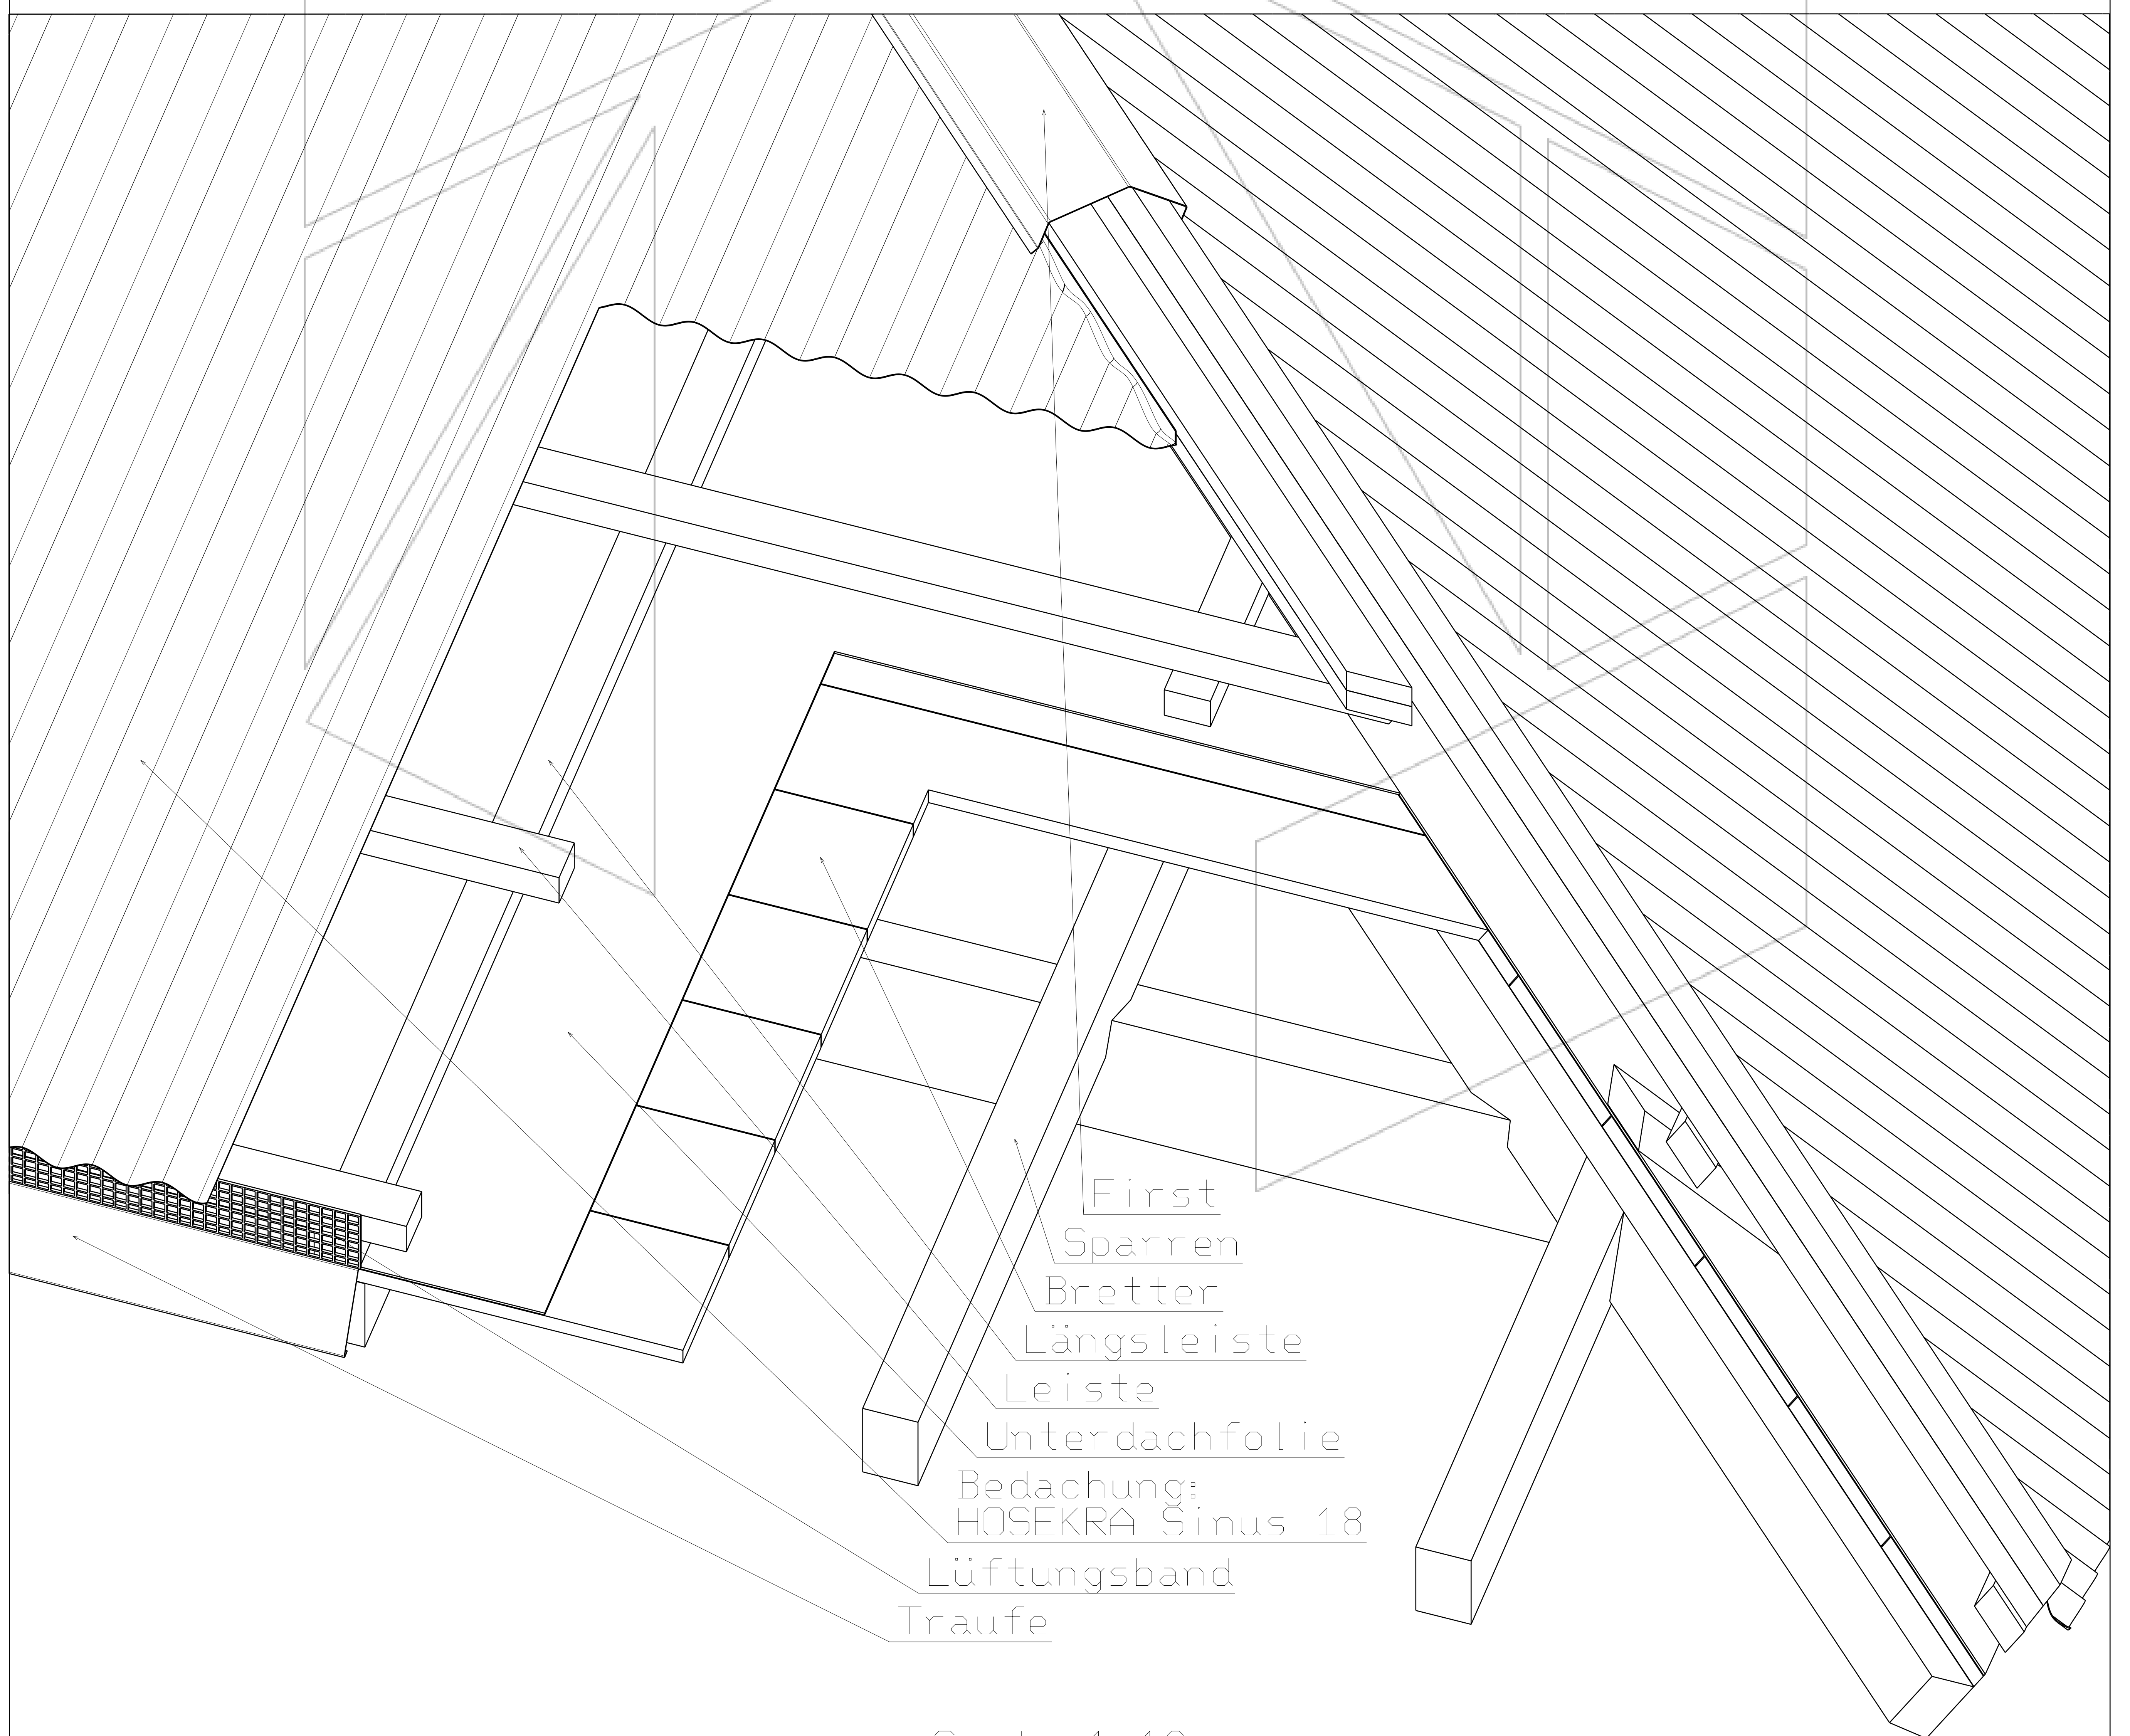 First
Sparren
Bretter
Längsleiste
Leiste
Unterdachfolie
Bedachung:
HOSEKRA Sinus 18
Lüftungsband
Traufe